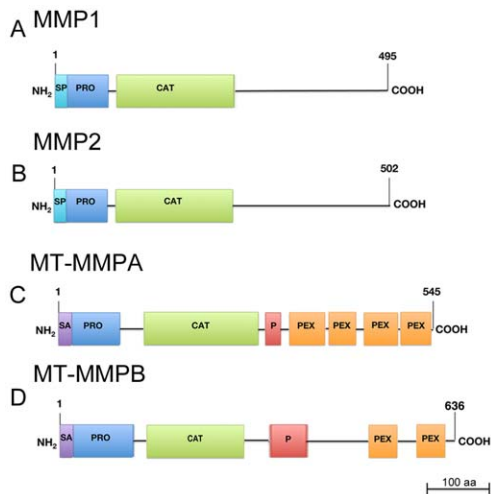 A MMP1
1 495
NH2 SP PRO CAT COOH
MMP2
B 1 502
NH2 SP PRO CAT COOH
MT-MMPA
C 1 545
NH2 SA PRO CAT P PEX PEX PEX PEX COOH
MT-MMPB
D 1 636
NH2 SA PRO CAT P PEX PEX COOH
100 aa